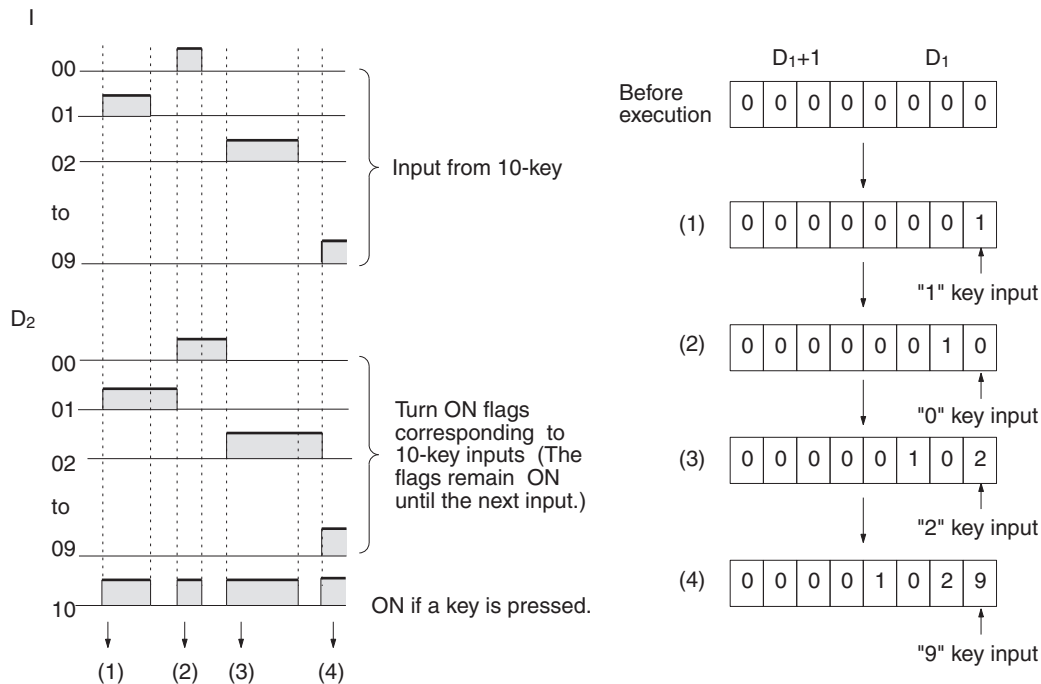 I
00
01
02
to
09
Input from 10-key
D2
00
01
02
to
09
10
Turn ON flags
corresponding to
10-key inputs (The
flags remain ON
until the next input.)
ON if a key is pressed.
(1) (2) (3) (4)
D1+1 D1
Before
execution
0 0 0 0 0 0 0 0
(1) 0 0 0 0 0 0 0 1
"1" key input
(2) 0 0 0 0 0 0 1 0
"0" key input
(3) 0 0 0 0 0 1 0 2
"2" key input
(4) 0 0 0 0 1 0 2 9
"9" key input